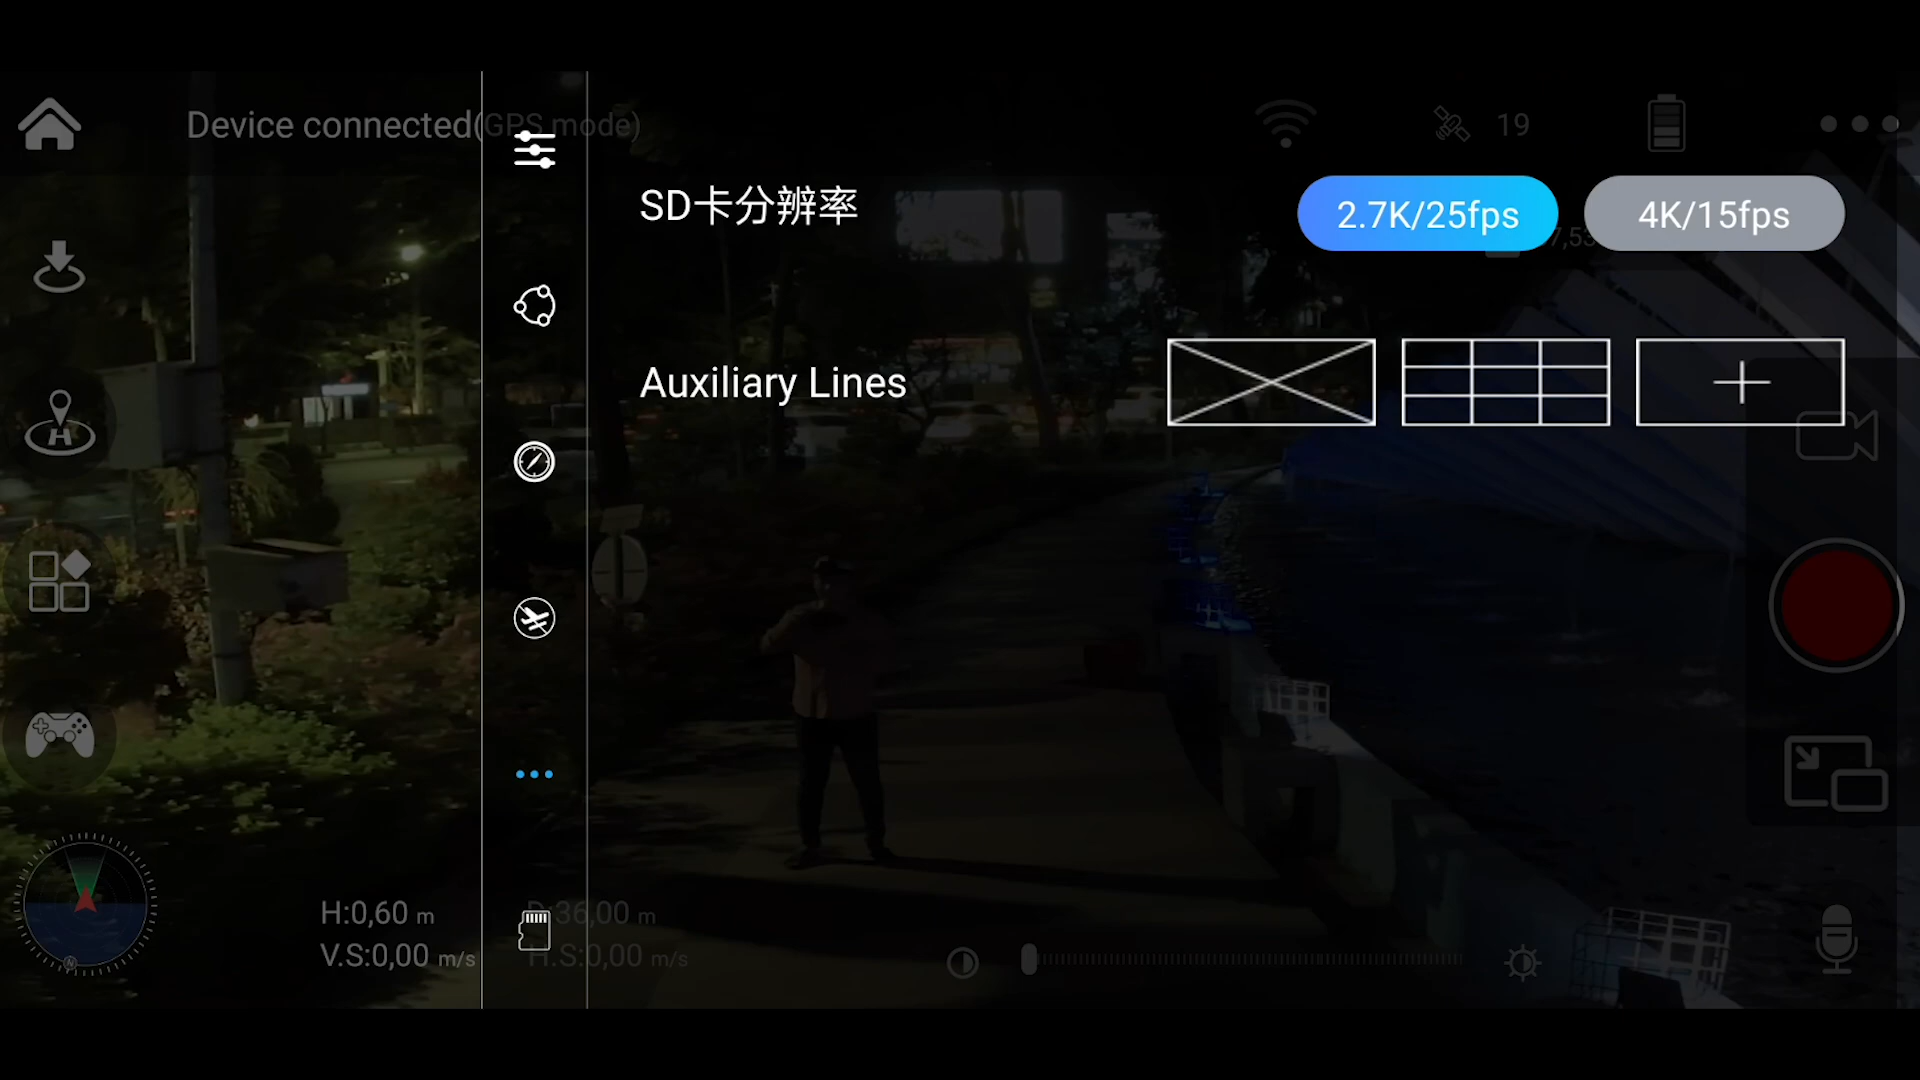 Device connected(GPS mode)
19
SD卡分辨率
2.7K/25fps
4K/15fps
Auxiliary Lines
H:0,60 m
D:36,00 m
V.S:0,00 m/s
H.S:0,00 m/s
N